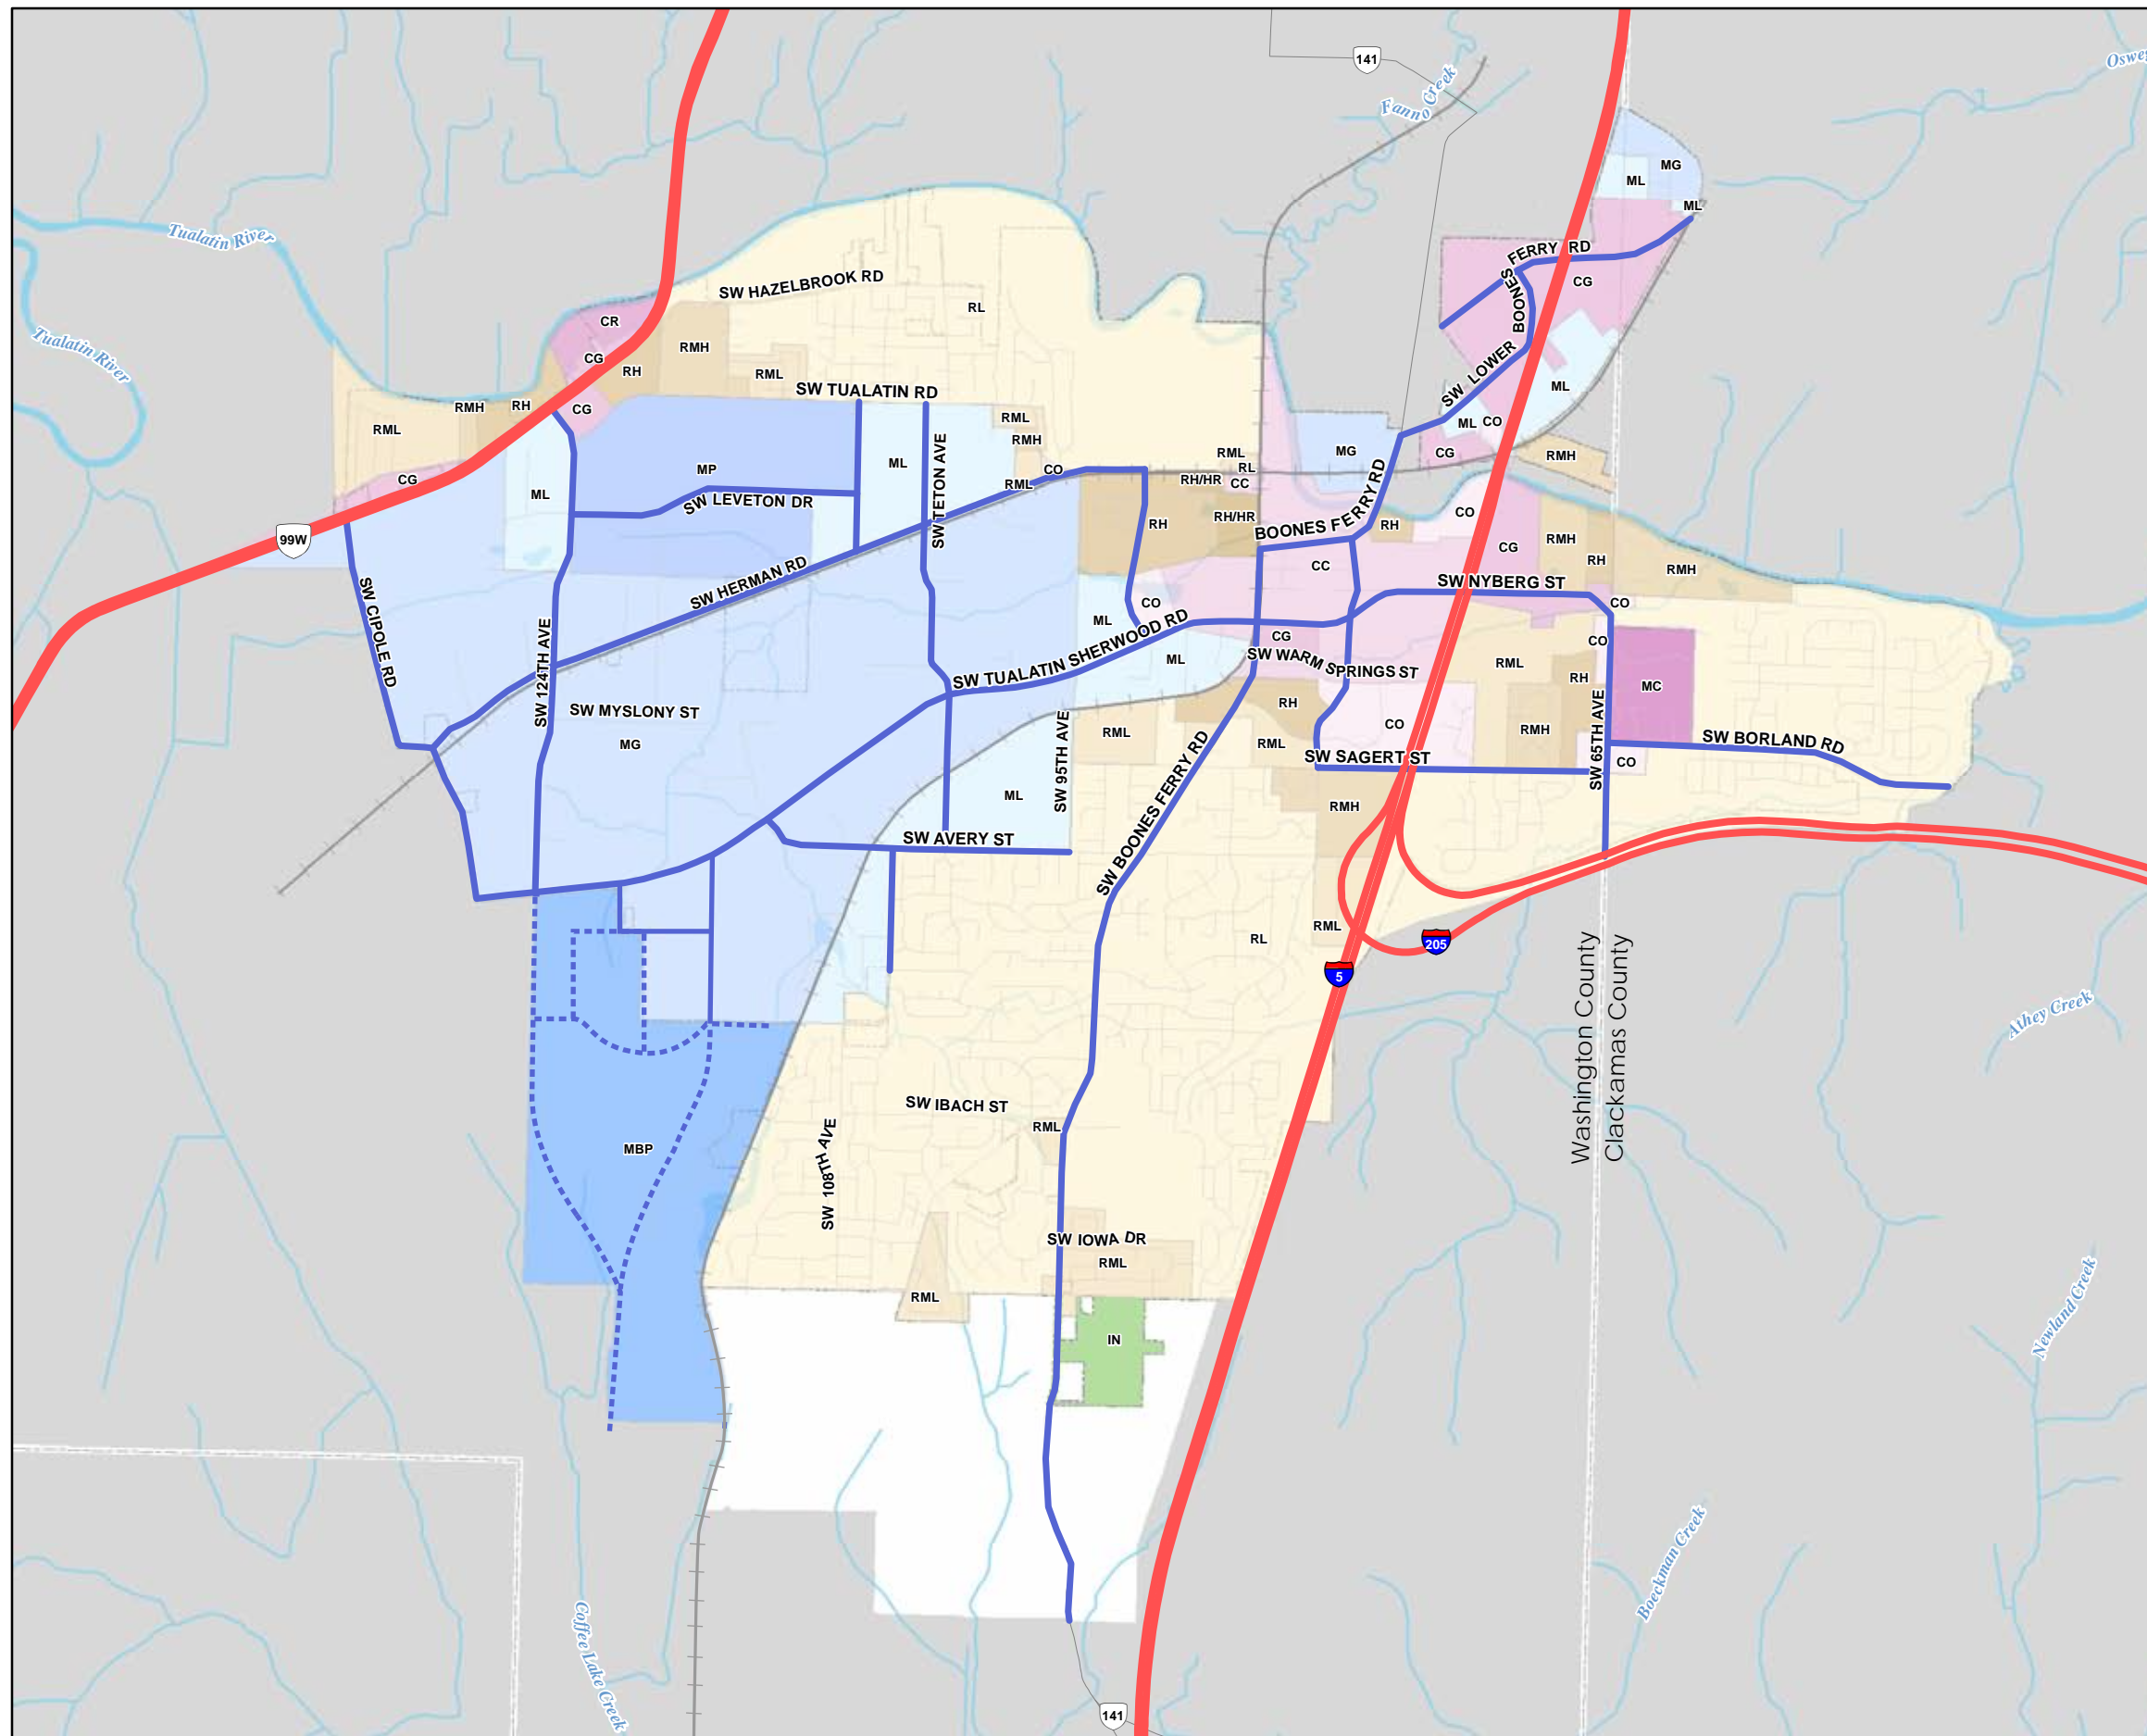 141
Fanno Creek
Oswe
MG
ML
ML
Tualatin River
FERRY RD
BOONES
CG
SW HAZELBROOK RD
RL
CR
Tualatin River
CG
RMH
RH
RML
SW LOWER
ML
SW TUALATIN RD
RMH
RH
CG
RML
RML
RMH
ML
CO
MG
CG
RMH
RML
RL
CC
RH/HR
CO
RML
MP
ML
SW TETON AVE
CG
ML
SW LEVETON DR
RH
RH/HR
BOONES FERRY RD
RH
CO
99W
CG
RMH
RH
RMH
SW HERMAN RD
CC
SW NYBERG ST
SW CIPOLE RD
CO
CO
ML
SW TUALATIN SHERWOOD RD
CG
CO
ML
SW WARM SPRINGS ST
RML
RH
MC
SW 124TH AVE
SW MYSLONY ST
MG
RH
CO
RMH
SW 65TH AVE
RML
SW 95TH AVE
RML
SW SAGERT ST
SW BORLAND RD
CO
ML
RMH
SW BOONES FERRY RD
SW AVERY ST
RML
RL
205
5
Washington County
Clackamas County
Athey Creek
SW IBACH ST
RML
MBP
SW 108TH AVE
SW IOWA DR
RML
RML
IN
Newland Creek
Boeckman Creek
Coffee Lake Creek
141